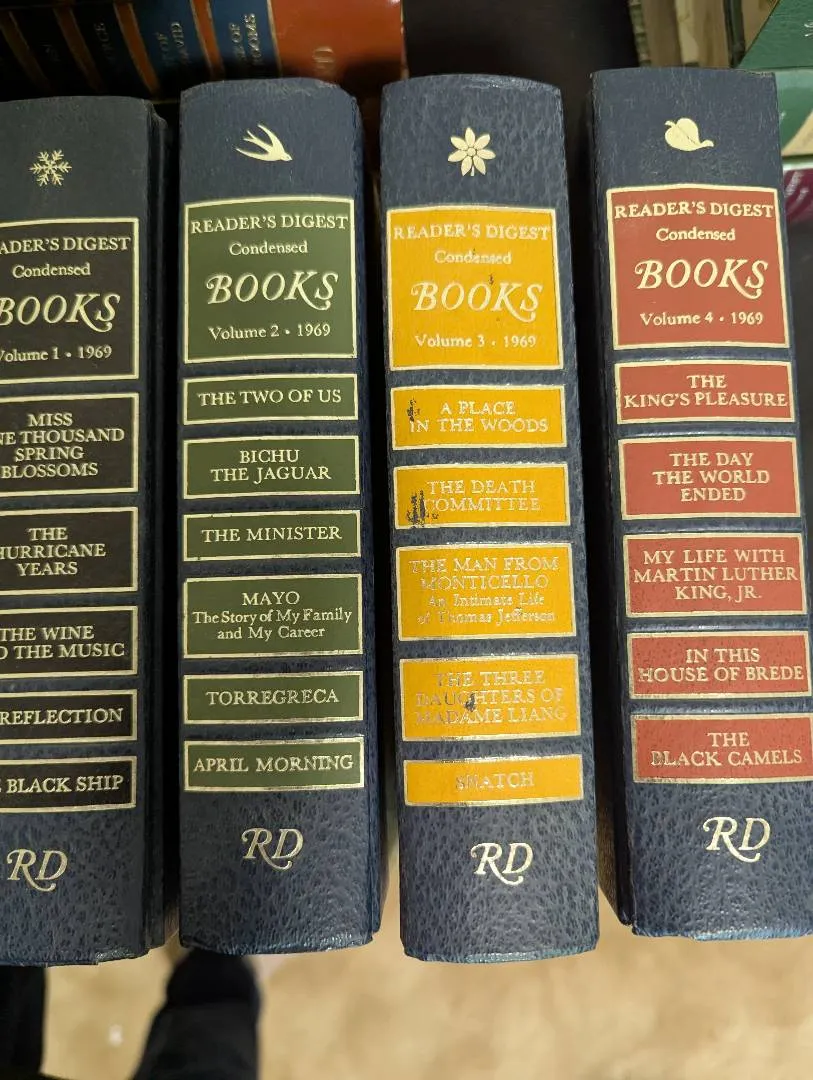 ADER'S DIGEST
Condensed
BOOKS
Volume 1 • 1969
MISS
NE THOUSAND
SPRING
BLOSSOMS
THE
HURRICANE
YEARS
THE WINE
D THE MUSIC
REFLECTION
BLACK SHIP
RD
READER'S DIGEST
Condensed
BOOKS
Volume 2 • 1969
THE TWO OF US
BICHU
THE JAGUAR
THE MINISTER
MAYO
The Story of My Family
and My Career
TORREGRECA
APRIL MORNING
RD
READER'S DIGEST
Condensed
BOOKS
Volume 3 • 1969
A PLACE
IN THE WOODS
THE DEATH
COMMITTEE
THE MAN FROM
MONTICELLO
An Intimate Life
of Thomas Jefferson
THE THREE
DAUGHTERS OF
MADAME LIANG
SNATCH
RD
READER'S DIGEST
Condensed
BOOKS
Volume 4 • 1969
THE
KING'S PLEASURE
THE DAY
THE WORLD
ENDED
MY LIFE WITH
MARTIN LUTHER
KING, JR.
IN THIS
HOUSE OF BREDE
THE
BLACK CAMELS
RD